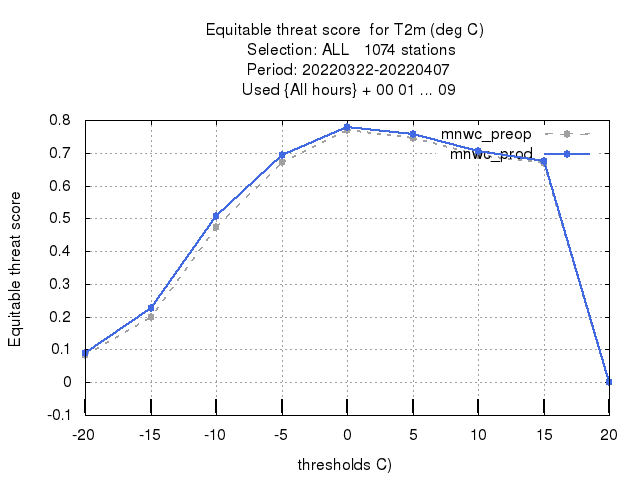 Equitable threat score  for T2m (deg C)
Selection: ALL   1074 stations
Period: 20220322-20220407
Used {All hours} + 00 01 ... 09
0.8
0.7
0.6
0.5
0.4
0.3
0.2
0.1
0
-0.1
Equitable threat score
mnwc_preop
mnwc_prod
-20 -15 -10 -5 0 5 10 15 20
thresholds C)